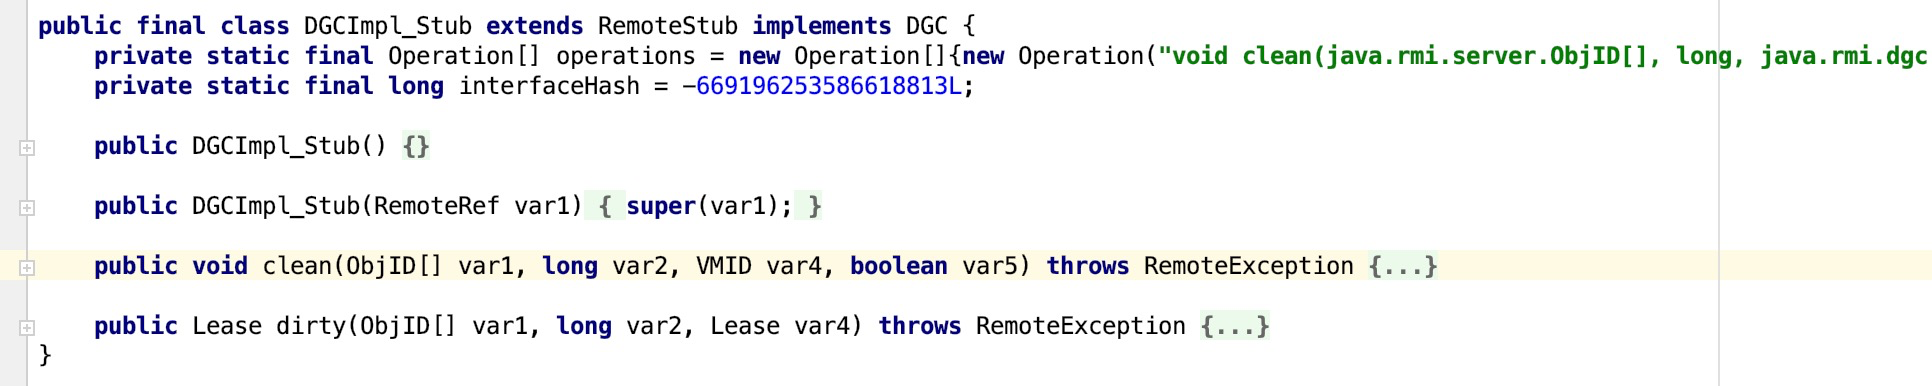 public final class DGCImpl_Stub extends RemoteStub implements DGC {
    private static final Operation[] operations = new Operation[]{new Operation("void clean(java.rmi.server.ObjID[], long, java.rmi.dgc
    private static final long interfaceHash = -669196253586618813L;
    public DGCImpl_Stub() {}
    public DGCImpl_Stub(RemoteRef var1) { super(var1); }
    public void clean(ObjID[] var1, long var2, VMID var4, boolean var5) throws RemoteException {...}
    public Lease dirty(ObjID[] var1, long var2, Lease var4) throws RemoteException {...}
}